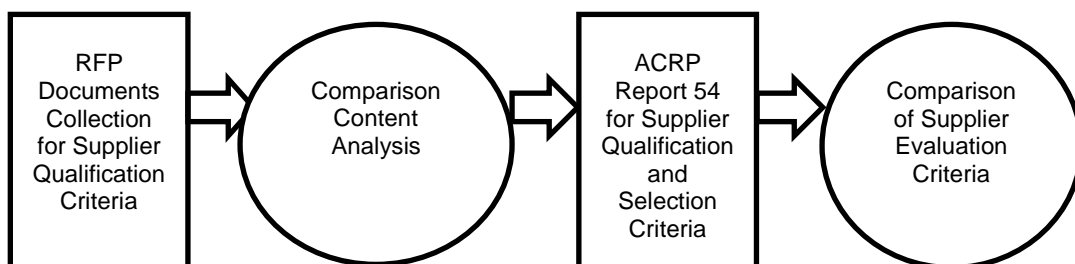 RFP
Documents
Collection
for Supplier
Qualification
Criteria
Comparison
Content
Analysis
ACRP
Report 54
for Supplier
Qualification
and
Selection
Criteria
Comparison
of Supplier
Evaluation
Criteria